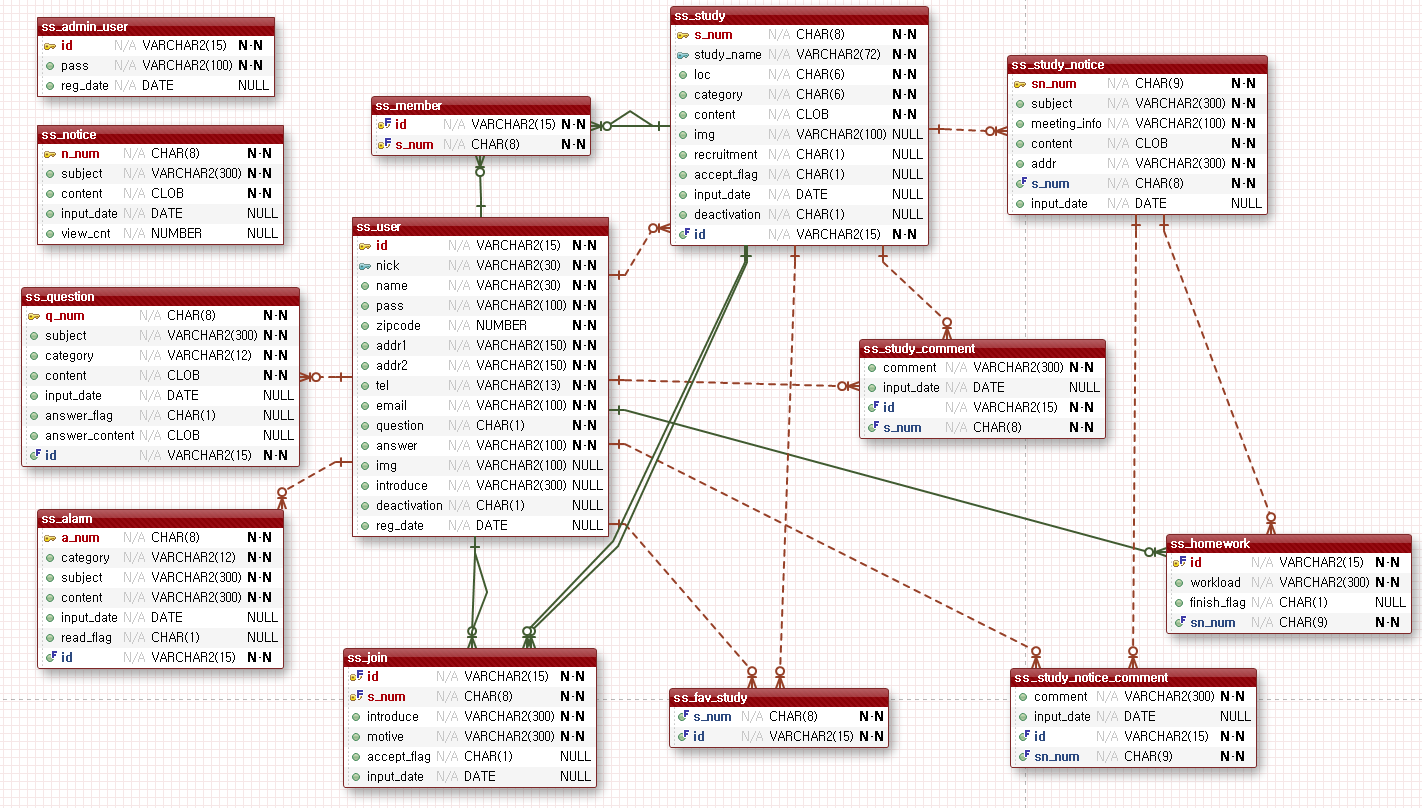 ss_admin_user
id N/A VARCHAR2(15) N-N
pass N/A VARCHAR2(100) N-N
reg_date N/A DATE NULL
ss_notice
n_num N/A CHAR(8) N-N
subject N/A VARCHAR2(300) N-N
content N/A CLOB N-N
input_date N/A DATE NULL
view_cnt N/A NUMBER NULL
ss_question
q_num N/A CHAR(8) N-N
subject N/A VARCHAR2(300) N-N
category N/A VARCHAR2(12) N-N
content N/A CLOB N-N
input_date N/A DATE NULL
answer_flag N/A CHAR(1) NULL
answer_content N/A CLOB NULL
id N/A VARCHAR2(15) N-N
ss_alarm
a_num N/A CHAR(8) N-N
category N/A VARCHAR2(12) N-N
subject N/A VARCHAR2(300) N-N
content N/A VARCHAR2(300) N-N
input_date N/A DATE NULL
read_flag N/A CHAR(1) NULL
id N/A VARCHAR2(15) N-N
ss_member
id N/A VARCHAR2(15) N-N
s_num N/A CHAR(8) N-N
ss_user
id N/A VARCHAR2(15) N-N
nick N/A VARCHAR2(30) N-N
name N/A VARCHAR2(30) N-N
pass N/A VARCHAR2(100) N-N
zipcode N/A NUMBER N-N
addr1 N/A VARCHAR2(150) N-N
addr2 N/A VARCHAR2(150) N-N
tel N/A VARCHAR2(13) N-N
email N/A VARCHAR2(100) N-N
question N/A CHAR(1) N-N
answer N/A VARCHAR2(100) N-N
img N/A VARCHAR2(100) NULL
introduce N/A VARCHAR2(300) NULL
deactivation N/A CHAR(1) NULL
reg_date N/A DATE NULL
ss_join
id N/A VARCHAR2(15) N-N
s_num N/A CHAR(8) N-N
introduce N/A VARCHAR2(300) N-N
motive N/A VARCHAR2(300) N-N
accept_flag N/A CHAR(1) NULL
input_date N/A DATE NULL
ss_study
s_num N/A CHAR(8) N-N
study_name N/A VARCHAR2(72) N-N
loc N/A CHAR(6) N-N
category N/A CHAR(6) N-N
content N/A CLOB N-N
img N/A VARCHAR2(100) NULL
recruitment N/A CHAR(1) NULL
accept_flag N/A CHAR(1) NULL
input_date N/A DATE NULL
deactivation N/A CHAR(1) NULL
id N/A VARCHAR2(15) N-N
ss_study_comment
comment N/A VARCHAR2(300) N-N
input_date N/A DATE NULL
id N/A VARCHAR2(15) N-N
s_num N/A CHAR(8) N-N
ss_fav_study
s_num N/A CHAR(8) N-N
id N/A VARCHAR2(15) N-N
ss_study_notice
sn_num N/A CHAR(9) N-N
subject N/A VARCHAR2(300) N-N
meeting_info N/A VARCHAR2(100) N-N
content N/A CLOB N-N
addr N/A VARCHAR2(300) N-N
s_num N/A CHAR(8) N-N
input_date N/A DATE NULL
ss_homework
id N/A VARCHAR2(15) N-N
workload N/A VARCHAR2(300) N-N
finish_flag N/A CHAR(1) NULL
sn_num N/A CHAR(9) N-N
ss_study_notice_comment
comment N/A VARCHAR2(300) N-N
input_date N/A DATE NULL
id N/A VARCHAR2(15) N-N
sn_num N/A CHAR(9) N-N